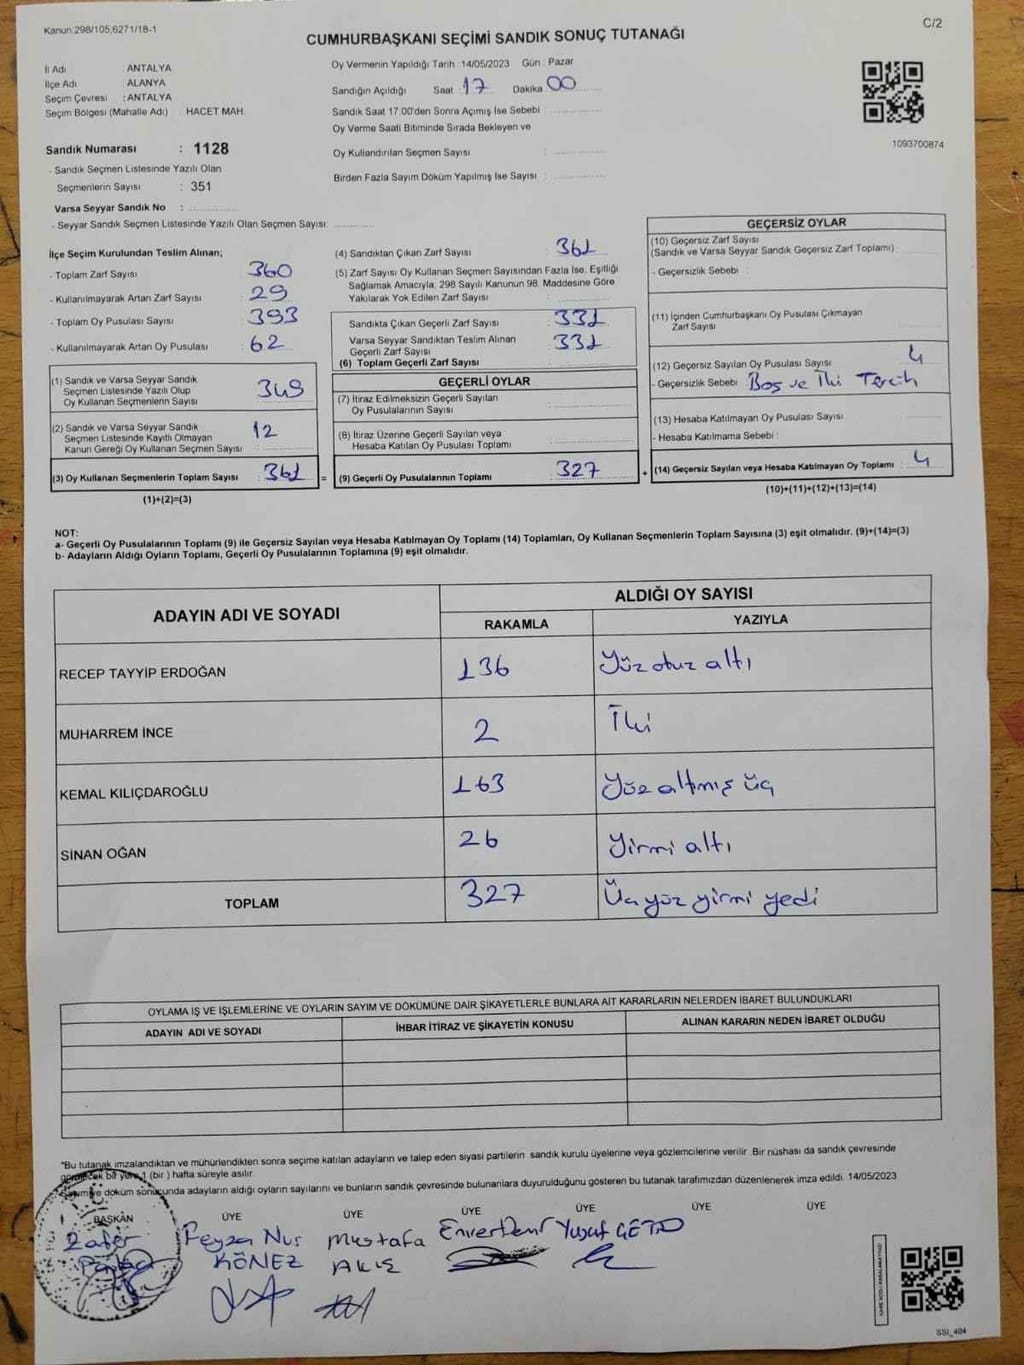 Kanun:298/105,6271/18-1
C/2
CUMHURBAŞKANI SEÇİMİ SANDIK SONUÇ TUTANAĞI
İl Adı ANTALYA
İlçe Adı ALANYA
Seçim Çevresi : ANTALYA
Seçim Bölgesi (Mahalle Adı) HACET MAH.
Sandık Numarası : 1128
- Sandık Seçmen Listesinde Yazılı Olan
Seçmenlerin Sayısı : 351
Varsa Seyyar Sandık No :
- Seyyar Sandık Seçmen Listesinde Yazılı Olan Seçmen Sayısı:
Oy Vermenin Yapıldığı Tarih : 14/05/2023 Gün : Pazar
Sandığın Açıldığı Saat : 17 Dakika : 00
Sandık Saat 17.00'den Sonra Açımış İse Sebebi :
Oy Verme Saati Bitiminde Sırada Bekleyen ve
Oy Kullandırılan Seçmen Sayısı :
Birden Fazla Sayım Döküm Yapılmış İse Sayısı :
1093700874
İlçe Seçim Kurulundan Teslim Alınan;
- Toplam Zarf Sayısı : 360
- Kullanılmayarak Artan Zarf Sayısı : 29
- Toplam Oy Pusulası Sayısı : 393
- Kullanılmayarak Artan Oy Pusulası : 62
(1) Sandık ve Varsa Seyyar Sandık
Seçmen Listesinde Yazılı Olup
Oy Kullanan Seçmenlerin Sayısı : 349
(2) Sandık ve Varsa Seyyar Sandık
Seçmen Listesinde Kayıtlı Olmayan
Kanun Gereği Oy Kullanan Seçmen Sayısı : 12
(3) Oy Kullanan Seçmenlerin Toplam Sayısı : 361
(1)+(2)=(3)
(4) Sandıktan Çıkan Zarf Sayısı : 361
(5) Zarf Sayısı Oy Kullanan Seçmen Sayısından Fazla İse, Eşitliği
Sağlamak Amacıyla; 298 Sayılı Kanunun 98. Maddesine Göre
Yakılarak Yok Edilen Zarf Sayısı :
Sandıkta Çıkan Geçerli Zarf Sayısı : 331
Varsa Seyyar Sandıktan Teslim Alınan
Geçerli Zarf Sayısı : 331
(6) Toplam Geçerli Zarf Sayısı :
GEÇERLİ OYLAR
(7) İtiraz Edilmeksizin Geçerli Sayılan
Oy Pusulalarının Sayısı :
(8) İtiraz Üzerine Geçerli Sayılan veya
Hesaba Katılan Oy Pusulası Toplamı :
= (9) Geçerli Oy Pusulalarının Toplamı : 327 +
GEÇERSİZ OYLAR
(10) Geçersiz Zarf Sayısı
(Sandık ve Varsa Seyyar Sandık Geçersiz Zarf Toplamı) :
- Geçersizlik Sebebi :
(11) İçinden Cumhurbaşkanı Oy Pusulası Çıkmayan
Zarf Sayısı :
(12) Geçersiz Sayılan Oy Pusulası Sayısı : 4
- Geçersizlik Sebebi : Boş ve İki Tercih
(13) Hesaba Katılmayan Oy Pusulası Sayısı :
- Hesaba Katılmama Sebebi :
(14) Geçersiz Sayılan veya Hesaba Katılmayan Oy Toplamı : 4
(10)+(11)+(12)+(13)=(14)
NOT:
a- Geçerli Oy Pusulalarının Toplamı (9) ile Geçersiz Sayılan veya Hesaba Katılmayan Oy Toplamı (14) Toplamları, Oy Kullanan Seçmenlerin Toplam Sayısına (3) eşit olmalıdır. (9)+(14)=(3)
b- Adayların Aldığı Oyların Toplamı, Geçerli Oy Pusulalarının Toplamına (9) eşit olmalıdır.
ADAYIN ADI VE SOYADI ALDIĞI OY SAYISI
RAKAMLA YAZIYLA
RECEP TAYYİP ERDOĞAN 136 Yüz otuz altı
MUHARREM İNCE 2 İki
KEMAL KILIÇDAROĞLU 163 Yüz altmış üç
SİNAN OĞAN 26 Yirmi altı
TOPLAM 327 Üç yüz yirmi yedi
OYLAMA İŞ VE İŞLEMLERİNE VE OYLARIN SAYIM VE DÖKÜMÜNE DAİR ŞİKAYETLERLE BUNLARA AİT KARARLARIN NELERDEN İBARET BULUNDUKLARI
ADAYIN ADI VE SOYADI İHBAR İTİRAZ VE ŞİKAYETİN KONUSU ALINAN KARARIN NEDEN İBARET OLDUĞU
*Bu tutanak imzalandıktan ve mühürlendikten sonra seçime katılan adayların ve talep eden siyasi partilerin sandık kurulu üyelerine veya gözlemcilerine verilir. Bir nüshası da sandık çevresinde
görülecek bir yere 1 (bir) hafta süreyle asılır.
Sayım ve döküm sonucunda adayların aldığı oyların sayılarını ve bunların sandık çevresinde bulunanlara duyurulduğunu gösteren bu tutanak tarafımızdan düzenlenerek imza edildi. 14/05/2023
BAŞKAN ÜYE ÜYE ÜYE ÜYE ÜYE ÜYE
Zafer Feyza Nur Mustafa Enver Yusuf ÇETİN
KÖNEZ AKIŞ
SSI_404